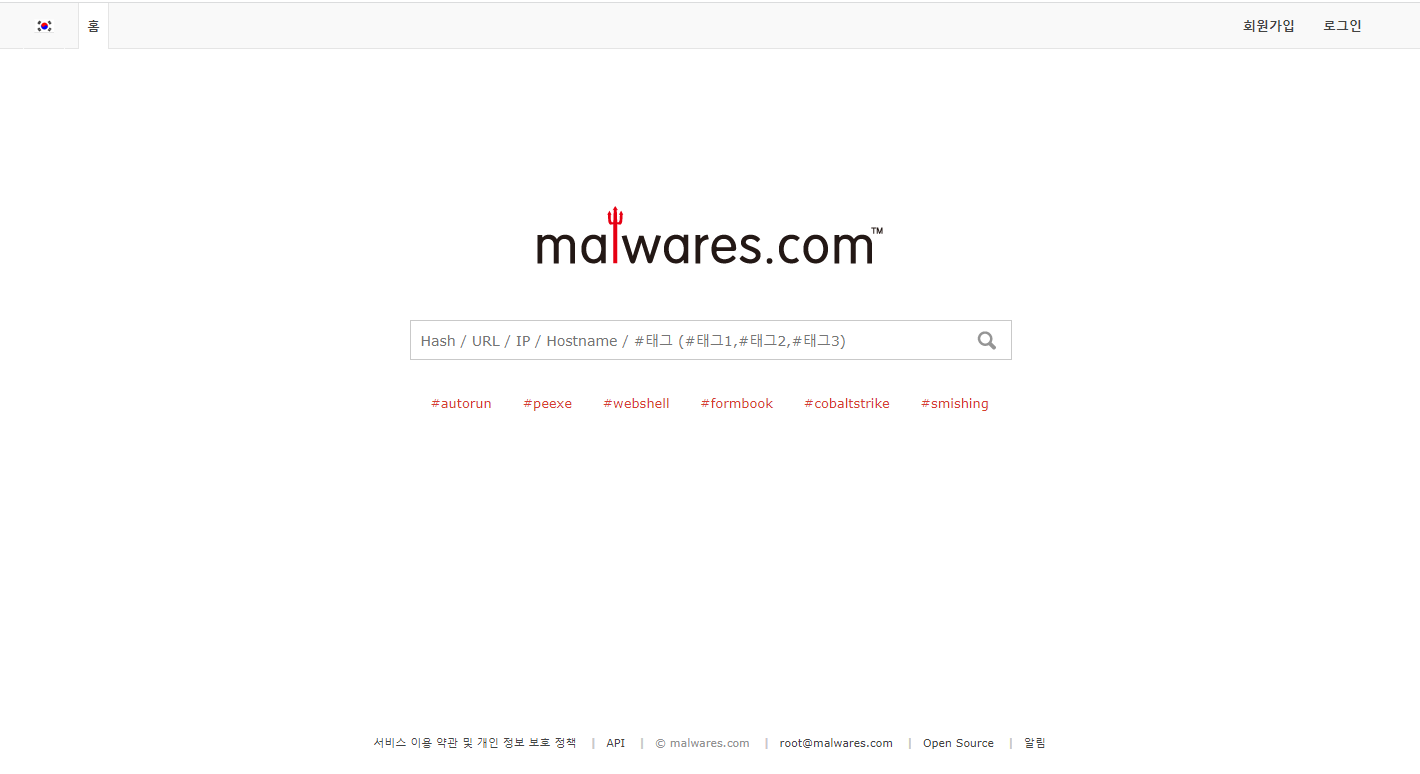 홈 회원가입 로그인
malwares.com™
Hash / URL / IP / Hostname / #태그 (#태그1,#태그2,#태그3)
#autorun #peexe #webshell #formbook #cobaltstrike #smishing
서비스 이용 약관 및 개인 정보 보호 정책 | API | © malwares.com | root@malwares.com | Open Source | 알림